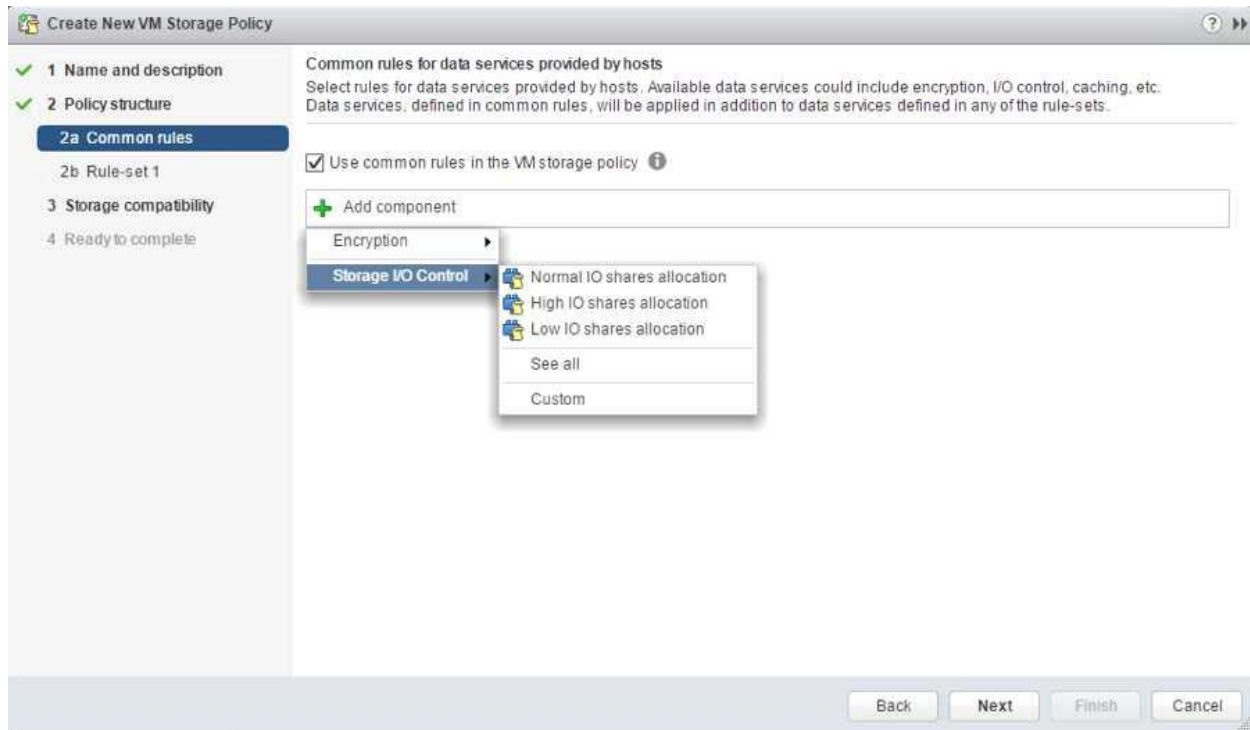 Create New VM Storage Policy
?
1 Name and description
2 Policy structure
2a Common rules
2b Rule-set 1
3 Storage compatibility
4 Ready to complete
Common rules for data services provided by hosts
Select rules for data services provided by hosts. Available data services could include encryption, I/O control, caching, etc.
Data services, defined in common rules, will be applied in addition to data services defined in any of the rule-sets.
Use common rules in the VM storage policy
Add component
Encryption
Storage I/O Control
Normal IO shares allocation
High IO shares allocation
Low IO shares allocation
See all
Custom
Back Next Finish Cancel